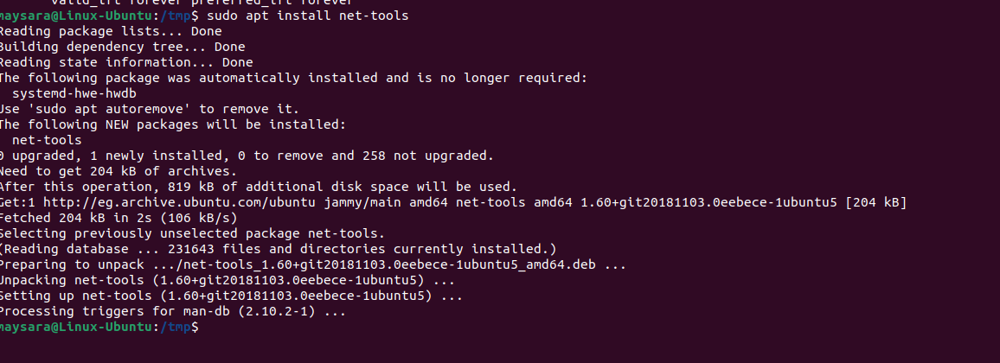 valid_lft forever preferred_lft forever
maysara@Linux-Ubuntu:/tmp$ sudo apt install net-tools
Reading package lists... Done
Building dependency tree... Done
Reading state information... Done
The following package was automatically installed and is no longer required:
  systemd-hwe-hwdb
Use 'sudo apt autoremove' to remove it.
The following NEW packages will be installed:
  net-tools
0 upgraded, 1 newly installed, 0 to remove and 258 not upgraded.
Need to get 204 kB of archives.
After this operation, 819 kB of additional disk space will be used.
Get:1 http://eg.archive.ubuntu.com/ubuntu jammy/main amd64 net-tools amd64 1.60+git20181103.0eebece-1ubuntu5 [204 kB]
Fetched 204 kB in 2s (106 kB/s)
Selecting previously unselected package net-tools.
(Reading database ... 231643 files and directories currently installed.)
Preparing to unpack .../net-tools_1.60+git20181103.0eebece-1ubuntu5_amd64.deb ...
Unpacking net-tools (1.60+git20181103.0eebece-1ubuntu5) ...
Setting up net-tools (1.60+git20181103.0eebece-1ubuntu5) ...
Processing triggers for man-db (2.10.2-1) ...
maysara@Linux-Ubuntu:/tmp$